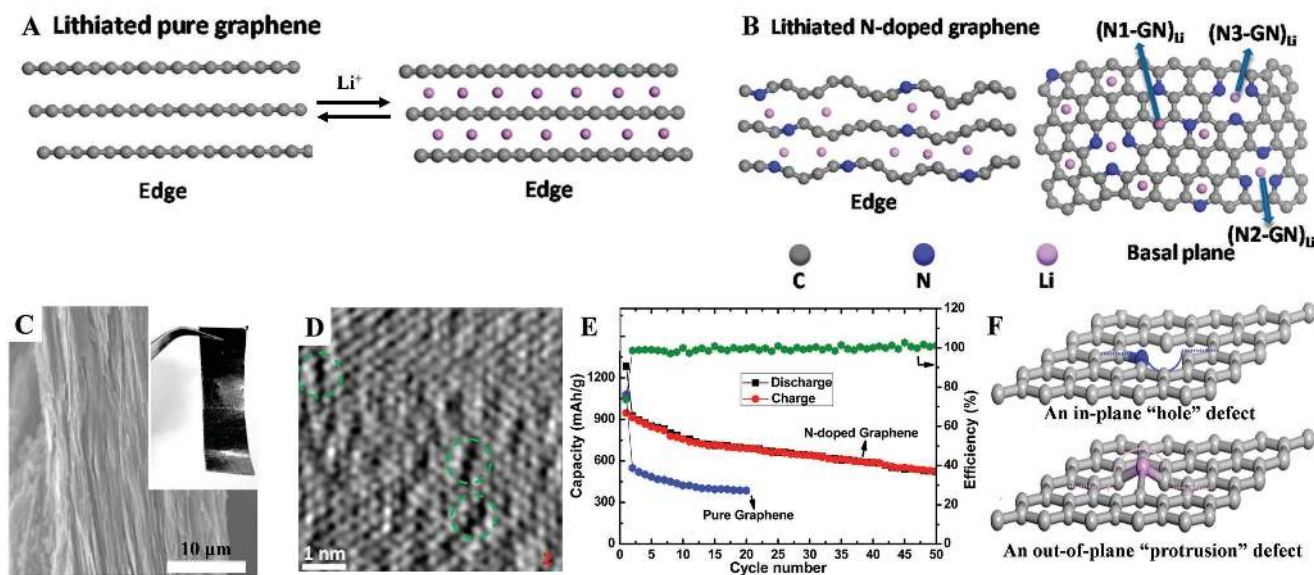 A Lithiated pure graphene
Li+
Edge
Edge
B Lithiated N-doped graphene
(N1-GN)Li
(N3-GN)Li
Edge
(N2-GN)Li
Basal plane
C
N
Li
C
10 μm
D
1 nm
2
E
Capacity (mAh/g)
1200
900
600
300
0
Discharge
Charge
N-doped Graphene
Pure Graphene
0 5 10 15 20 25 30 35 40 45 50
Cycle number
120
100
80
60
40
20
0
Efficiency (%)
F
An in-plane “hole” defect
An out-of-plane “protrusion” defect